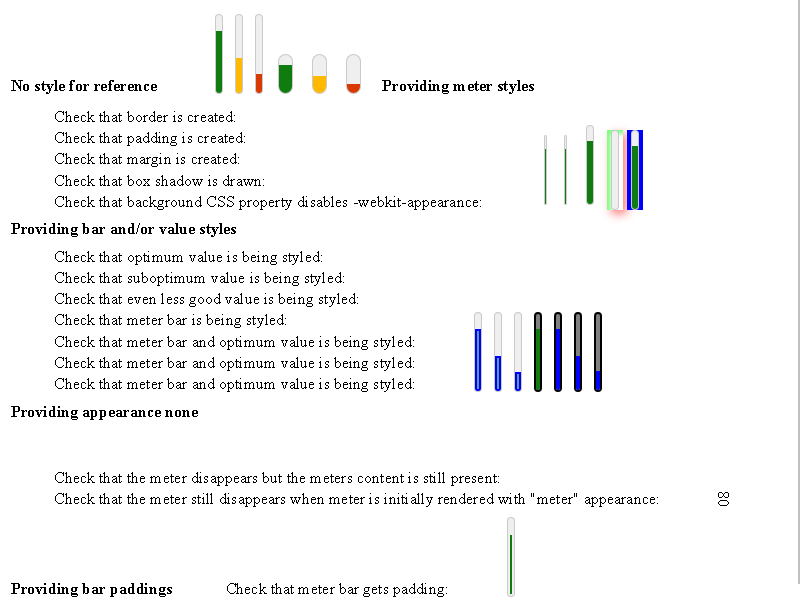 No style for reference
Providing meter styles
Check that border is created:
Check that padding is created:
Check that margin is created:
Check that box shadow is drawn:
Check that background CSS property disables -webkit-appearance:
Providing bar and/or value styles
Check that optimum value is being styled:
Check that suboptimum value is being styled:
Check that even less good value is being styled:
Check that meter bar is being styled:
Check that meter bar and optimum value is being styled:
Check that meter bar and optimum value is being styled:
Check that meter bar and optimum value is being styled:
Providing appearance none
Check that the meter disappears but the meters content is still present:
Check that the meter still disappears when meter is initially rendered with "meter" appearance:
80
Providing bar paddings
Check that meter bar gets padding: